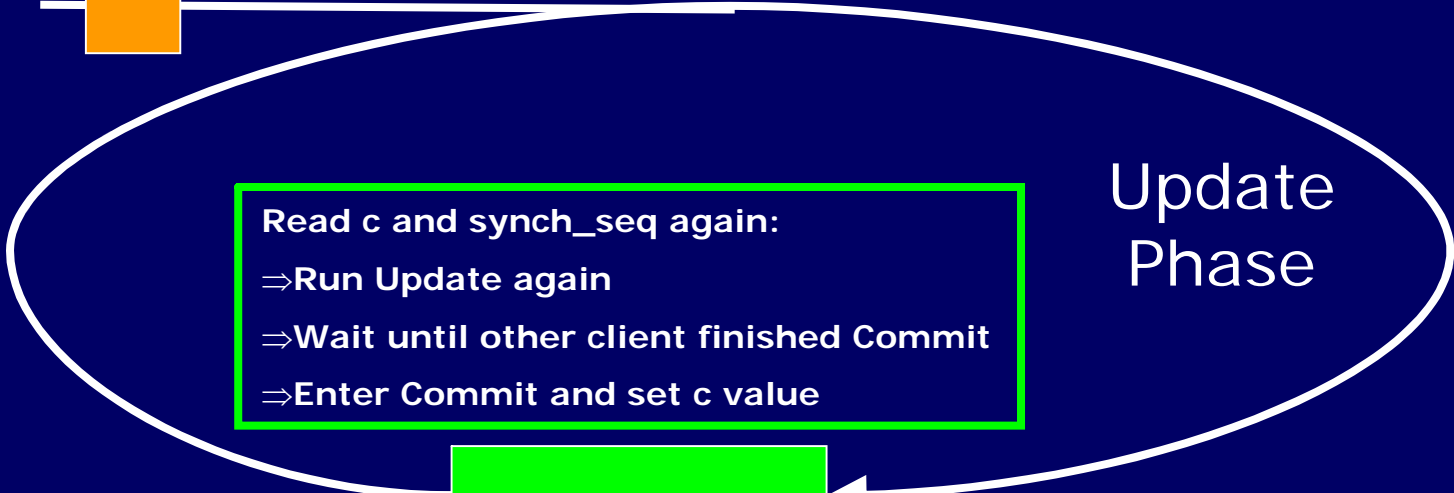 Update
Phase
Read c and synch_seq again:
⇒Run Update again
⇒Wait until other client finished Commit
⇒Enter Commit and set c value